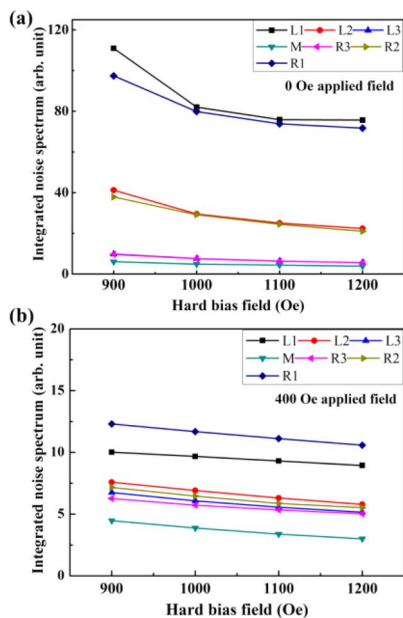 (a)
120
80
40
0
Integrated noise spectrum (arb. unit)
L1 L2 L3
M R3 R2
R1
0 Oe applied field
900 1000 1100 1200
Hard bias field (Oe)
(b)
20
15
10
5
0
Integrated noise spectrum (arb. unit)
L1 L2 L3
M R3 R2
R1
400 Oe applied field
900 1000 1100 1200
Hard bias field (Oe)